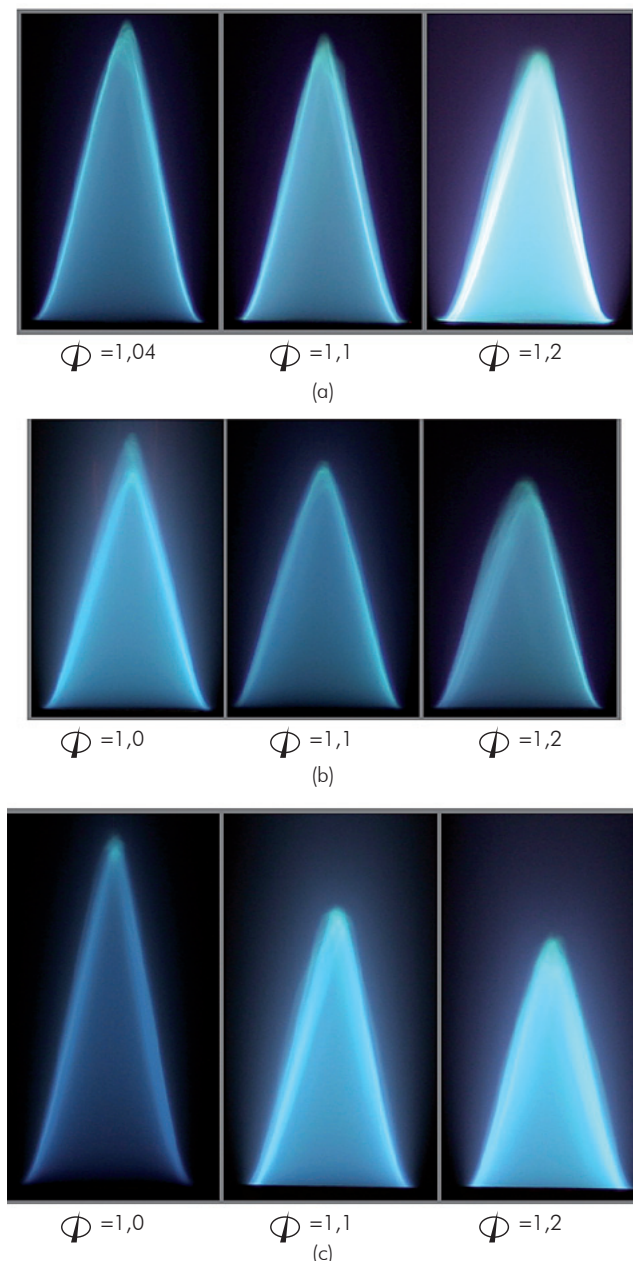 ϕ =1,04 ϕ =1,1 ϕ =1,2
(a)
ϕ =1,0 ϕ =1,1 ϕ =1,2
(b)
ϕ =1,0 ϕ =1,1 ϕ =1,2
(c)